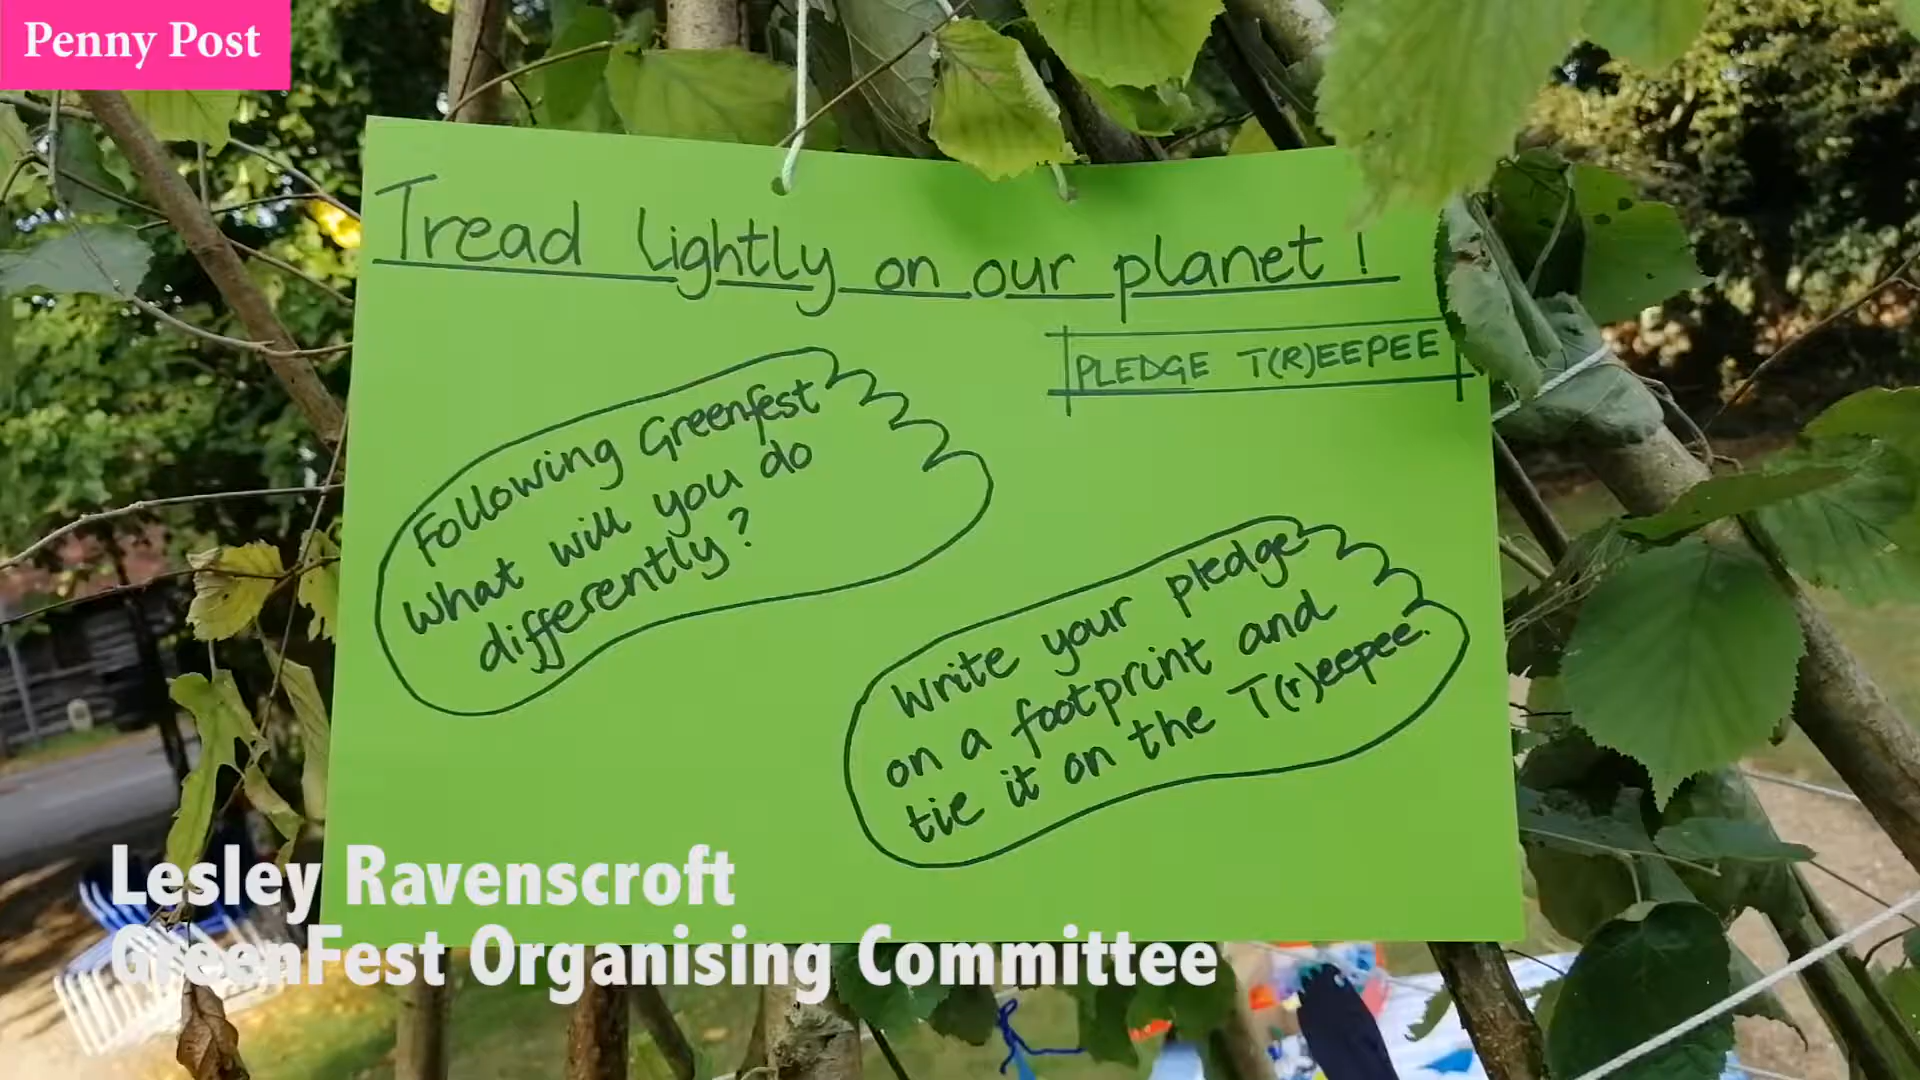 Penny Post
Tread lightly on our planet!
PLEDGE T(R)EEPEE
Following Greenfest
what will you do
differently?
Write your pledge
on a footprint and
tie it on the T(r)eepee.
Lesley Ravenscroft
GreenFest Organising Committee